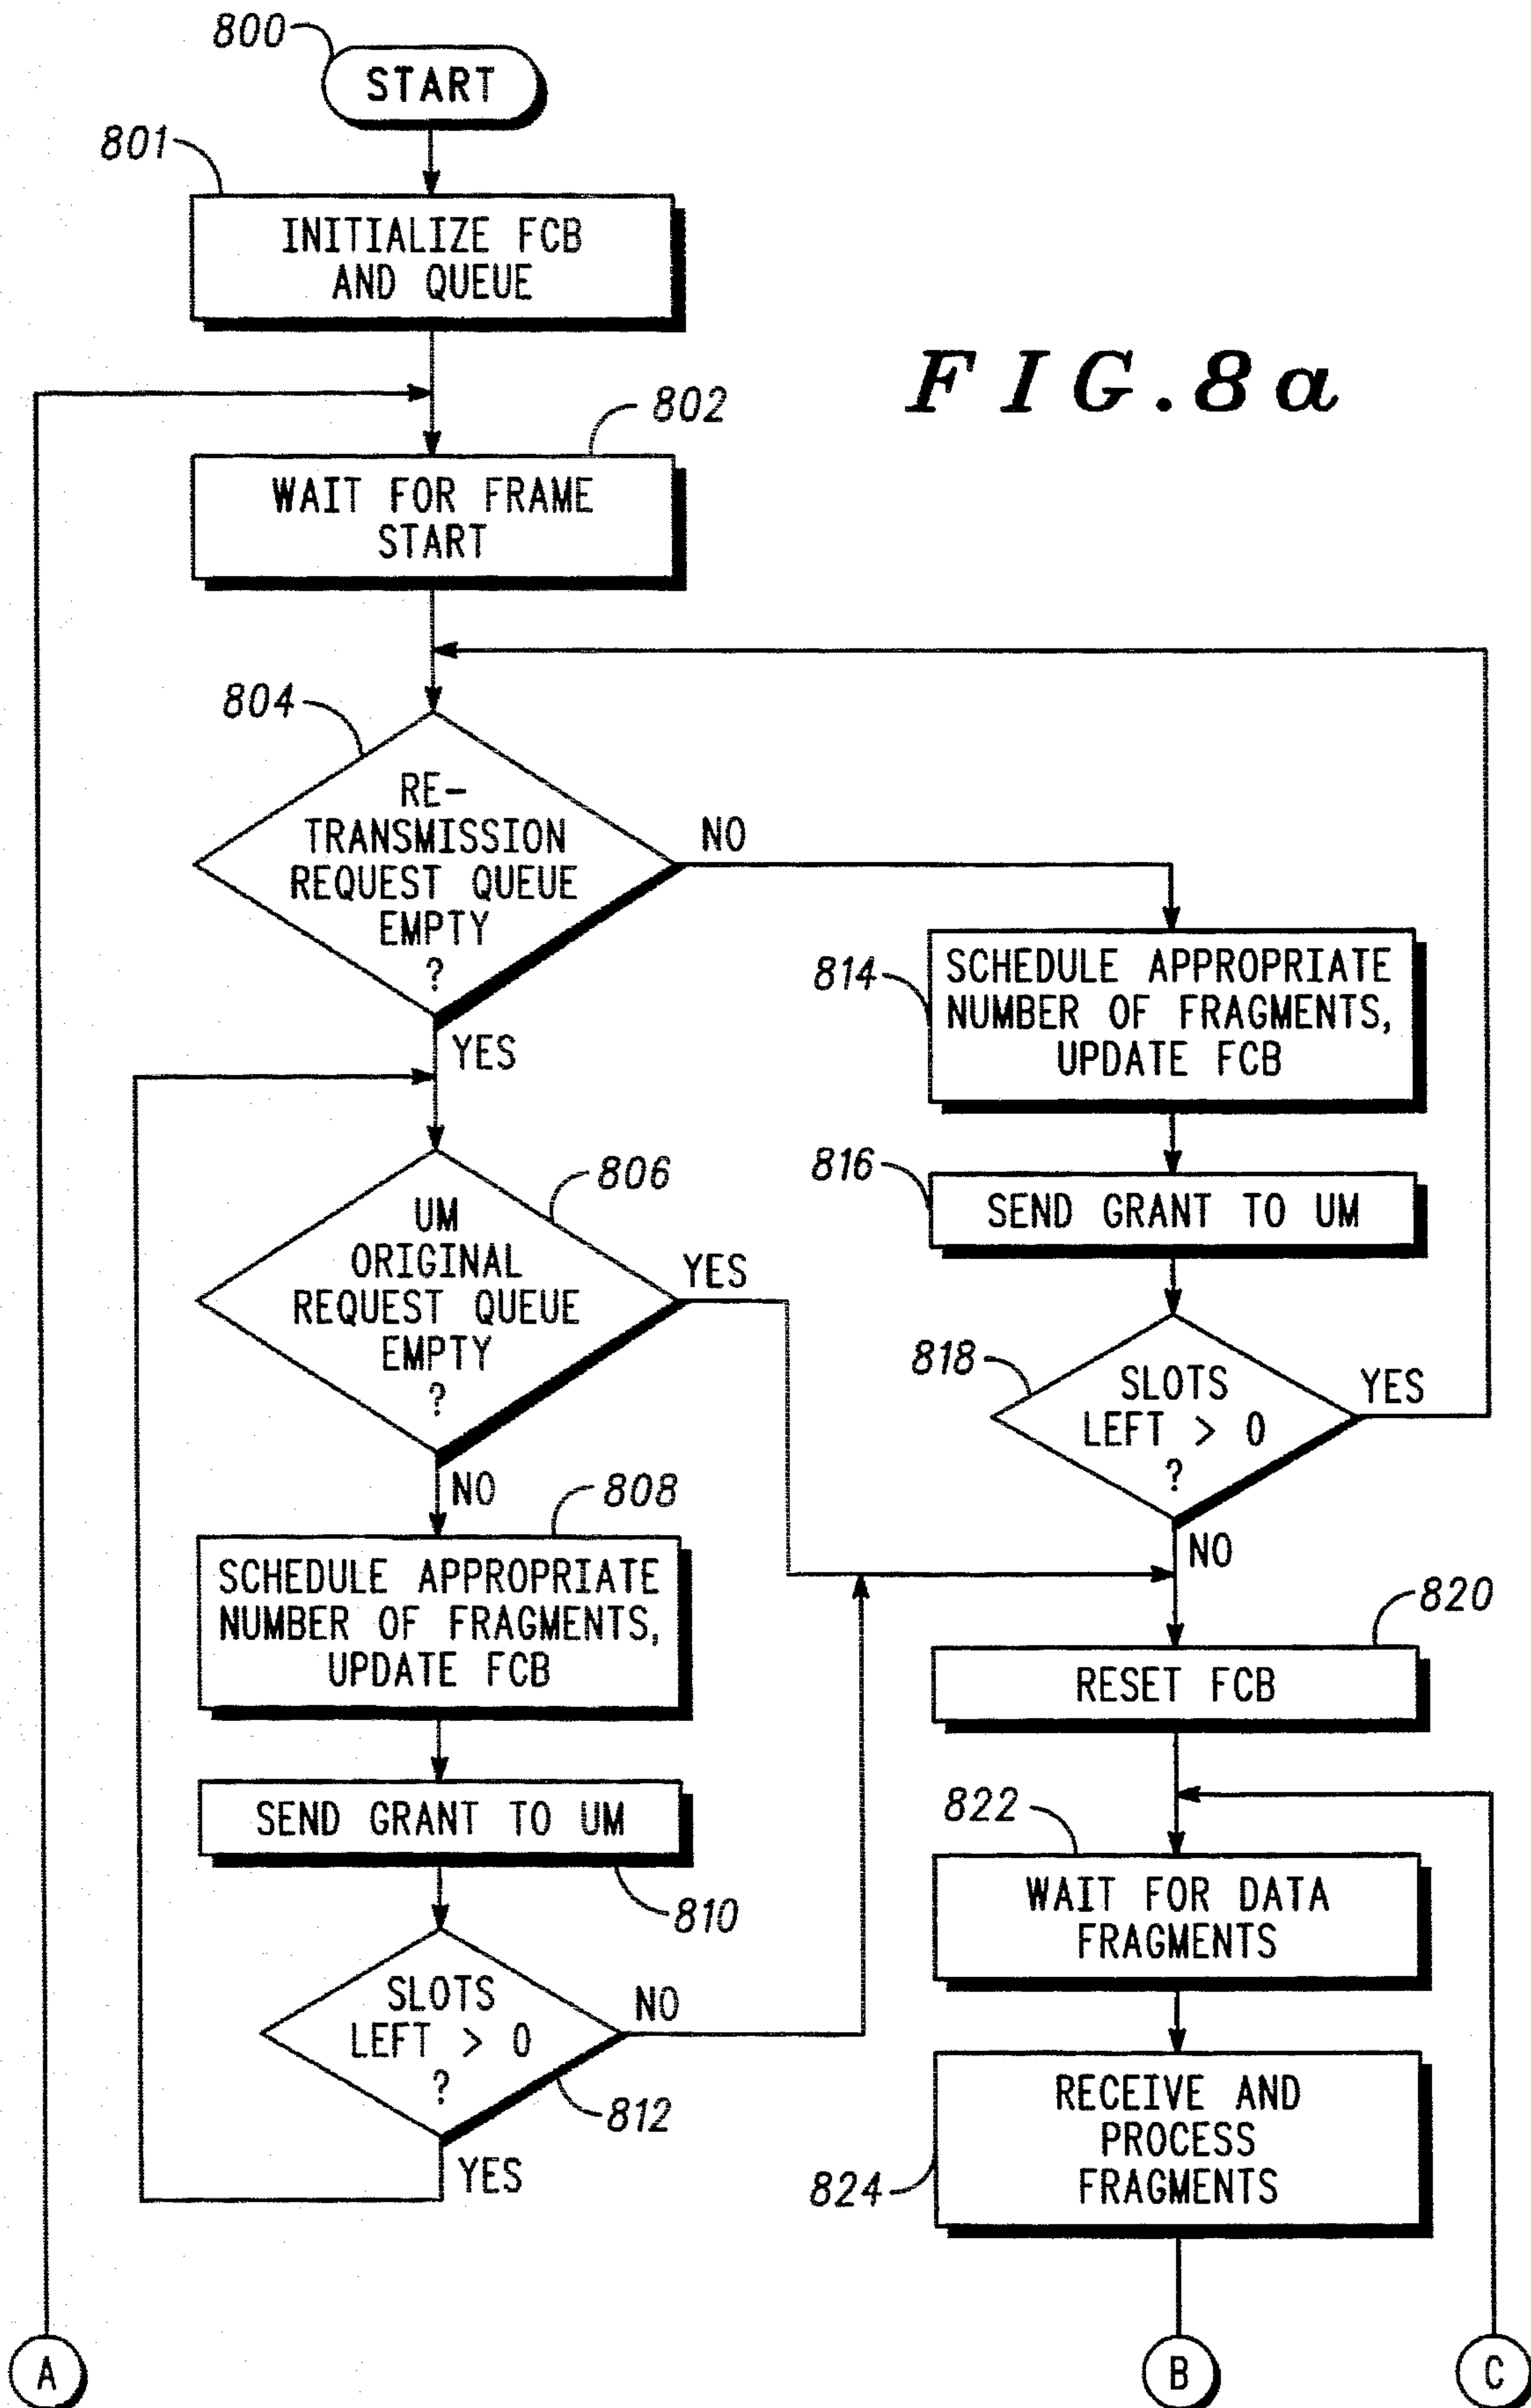 800
START
801
INITIALIZE FCB
AND QUEUE
FIG.8a
802
WAIT FOR FRAME
START
804
RE-
TRANSMISSION
REQUEST QUEUE
EMPTY
?
NO
YES
814
SCHEDULE APPROPRIATE
NUMBER OF FRAGMENTS,
UPDATE FCB
816
SEND GRANT TO UM
806
UM
ORIGINAL
REQUEST QUEUE
EMPTY
?
YES
NO
818
SLOTS
LEFT > 0
?
YES
NO
808
SCHEDULE APPROPRIATE
NUMBER OF FRAGMENTS,
UPDATE FCB
820
RESET FCB
SEND GRANT TO UM
810
822
WAIT FOR DATA
FRAGMENTS
SLOTS
LEFT > 0
?
NO
812
YES
RECEIVE AND
PROCESS
FRAGMENTS
824
A
B
C